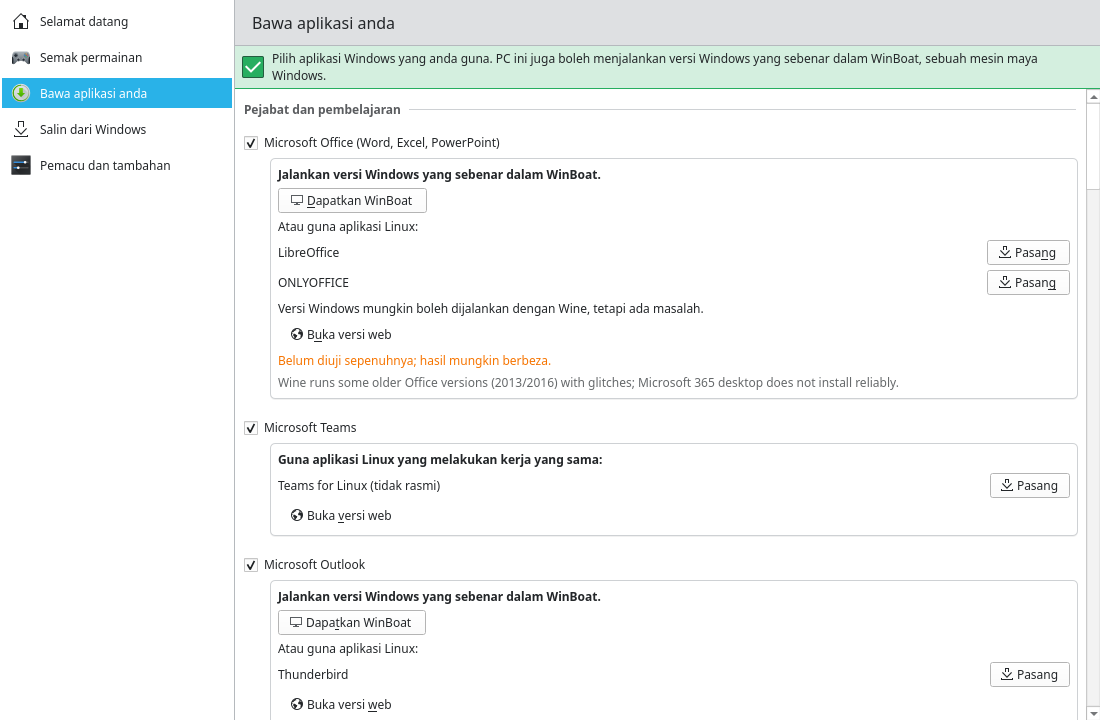 Selamat datang
Semak permainan
Bawa aplikasi anda
Salin dari Windows
Pemacu dan tambahan
Bawa aplikasi anda
Pilih aplikasi Windows yang anda guna. PC ini juga boleh menjalankan versi Windows yang sebenar dalam WinBoat, sebuah mesin maya
Windows.
Pejabat dan pembelajaran
Microsoft Office (Word, Excel, PowerPoint)
Jalankan versi Windows yang sebenar dalam WinBoat.
Dapatkan WinBoat
Atau guna aplikasi Linux:
LibreOffice
Pasang
ONLYOFFICE
Pasang
Versi Windows mungkin boleh dijalankan dengan Wine, tetapi ada masalah.
Buka versi web
Belum diuji sepenuhnya; hasil mungkin berbeza.
Wine runs some older Office versions (2013/2016) with glitches; Microsoft 365 desktop does not install reliably.
Microsoft Teams
Guna aplikasi Linux yang melakukan kerja yang sama:
Teams for Linux (tidak rasmi)
Pasang
Buka versi web
Microsoft Outlook
Jalankan versi Windows yang sebenar dalam WinBoat.
Dapatkan WinBoat
Atau guna aplikasi Linux:
Thunderbird
Pasang
Buka versi web